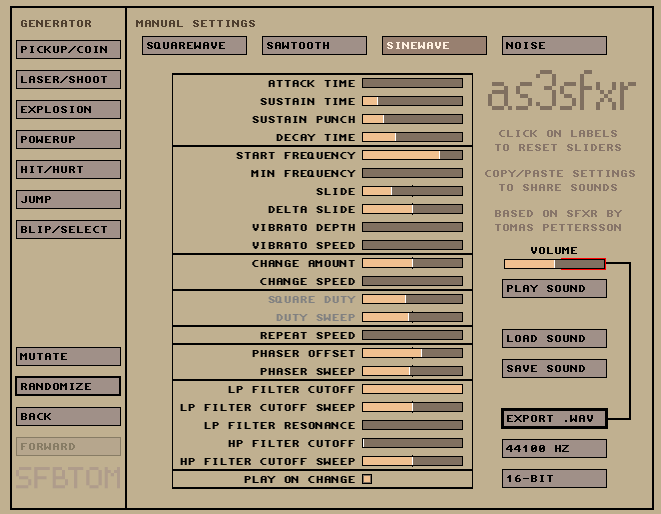 GENERATOR
PICKUP/COIN
LASER/SHOOT
EXPLOSION
POWERUP
HIT/HURT
JUMP
BLIP/SELECT
MUTATE
RANDOMIZE
BACK
FORWARD
SFBTOM
MANUAL SETTINGS
SQUAREWAVE
SAWTOOTH
SINEWAVE
NOISE
ATTACK TIME
SUSTAIN TIME
SUSTAIN PUNCH
DECAY TIME
START FREQUENCY
MIN FREQUENCY
SLIDE
DELTA SLIDE
VIBRATO DEPTH
VIBRATO SPEED
CHANGE AMOUNT
CHANGE SPEED
SQUARE DUTY
DUTY SWEEP
REPEAT SPEED
PHASER OFFSET
PHASER SWEEP
LP FILTER CUTOFF
LP FILTER CUTOFF SWEEP
LP FILTER RESONANCE
HP FILTER CUTOFF
HP FILTER CUTOFF SWEEP
PLAY ON CHANGE
as3sfxr
CLICK ON LABELS
TO RESET SLIDERS
COPY/PASTE SETTINGS
TO SHARE SOUNDS
BASED ON SFXR BY
TOMAS PETTERSSON
VOLUME
PLAY SOUND
LOAD SOUND
SAVE SOUND
EXPORT .WAV
44100 HZ
16-BIT